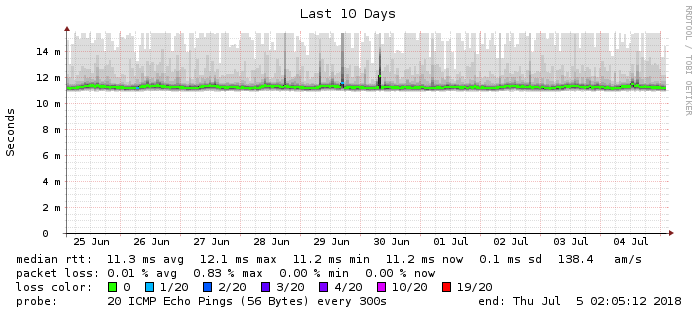 Last 10 Days
RRDTOOL / TOBI OETIKER
Seconds
14 m
12 m
10 m
8 m
6 m
4 m
2 m
0
25 Jun 26 Jun 27 Jun 28 Jun 29 Jun 30 Jun 01 Jul 02 Jul 03 Jul 04 Jul
median rtt: 11.3 ms avg 12.1 ms max 11.2 ms min 11.2 ms now 0.1 ms sd 138.4 am/s
packet loss: 0.01 % avg 0.83 % max 0.00 % min 0.00 % now
loss color: 0 1/20 2/20 3/20 4/20 10/20 19/20
probe: 20 ICMP Echo Pings (56 Bytes) every 300s end: Thu Jul 5 02:05:12 2018